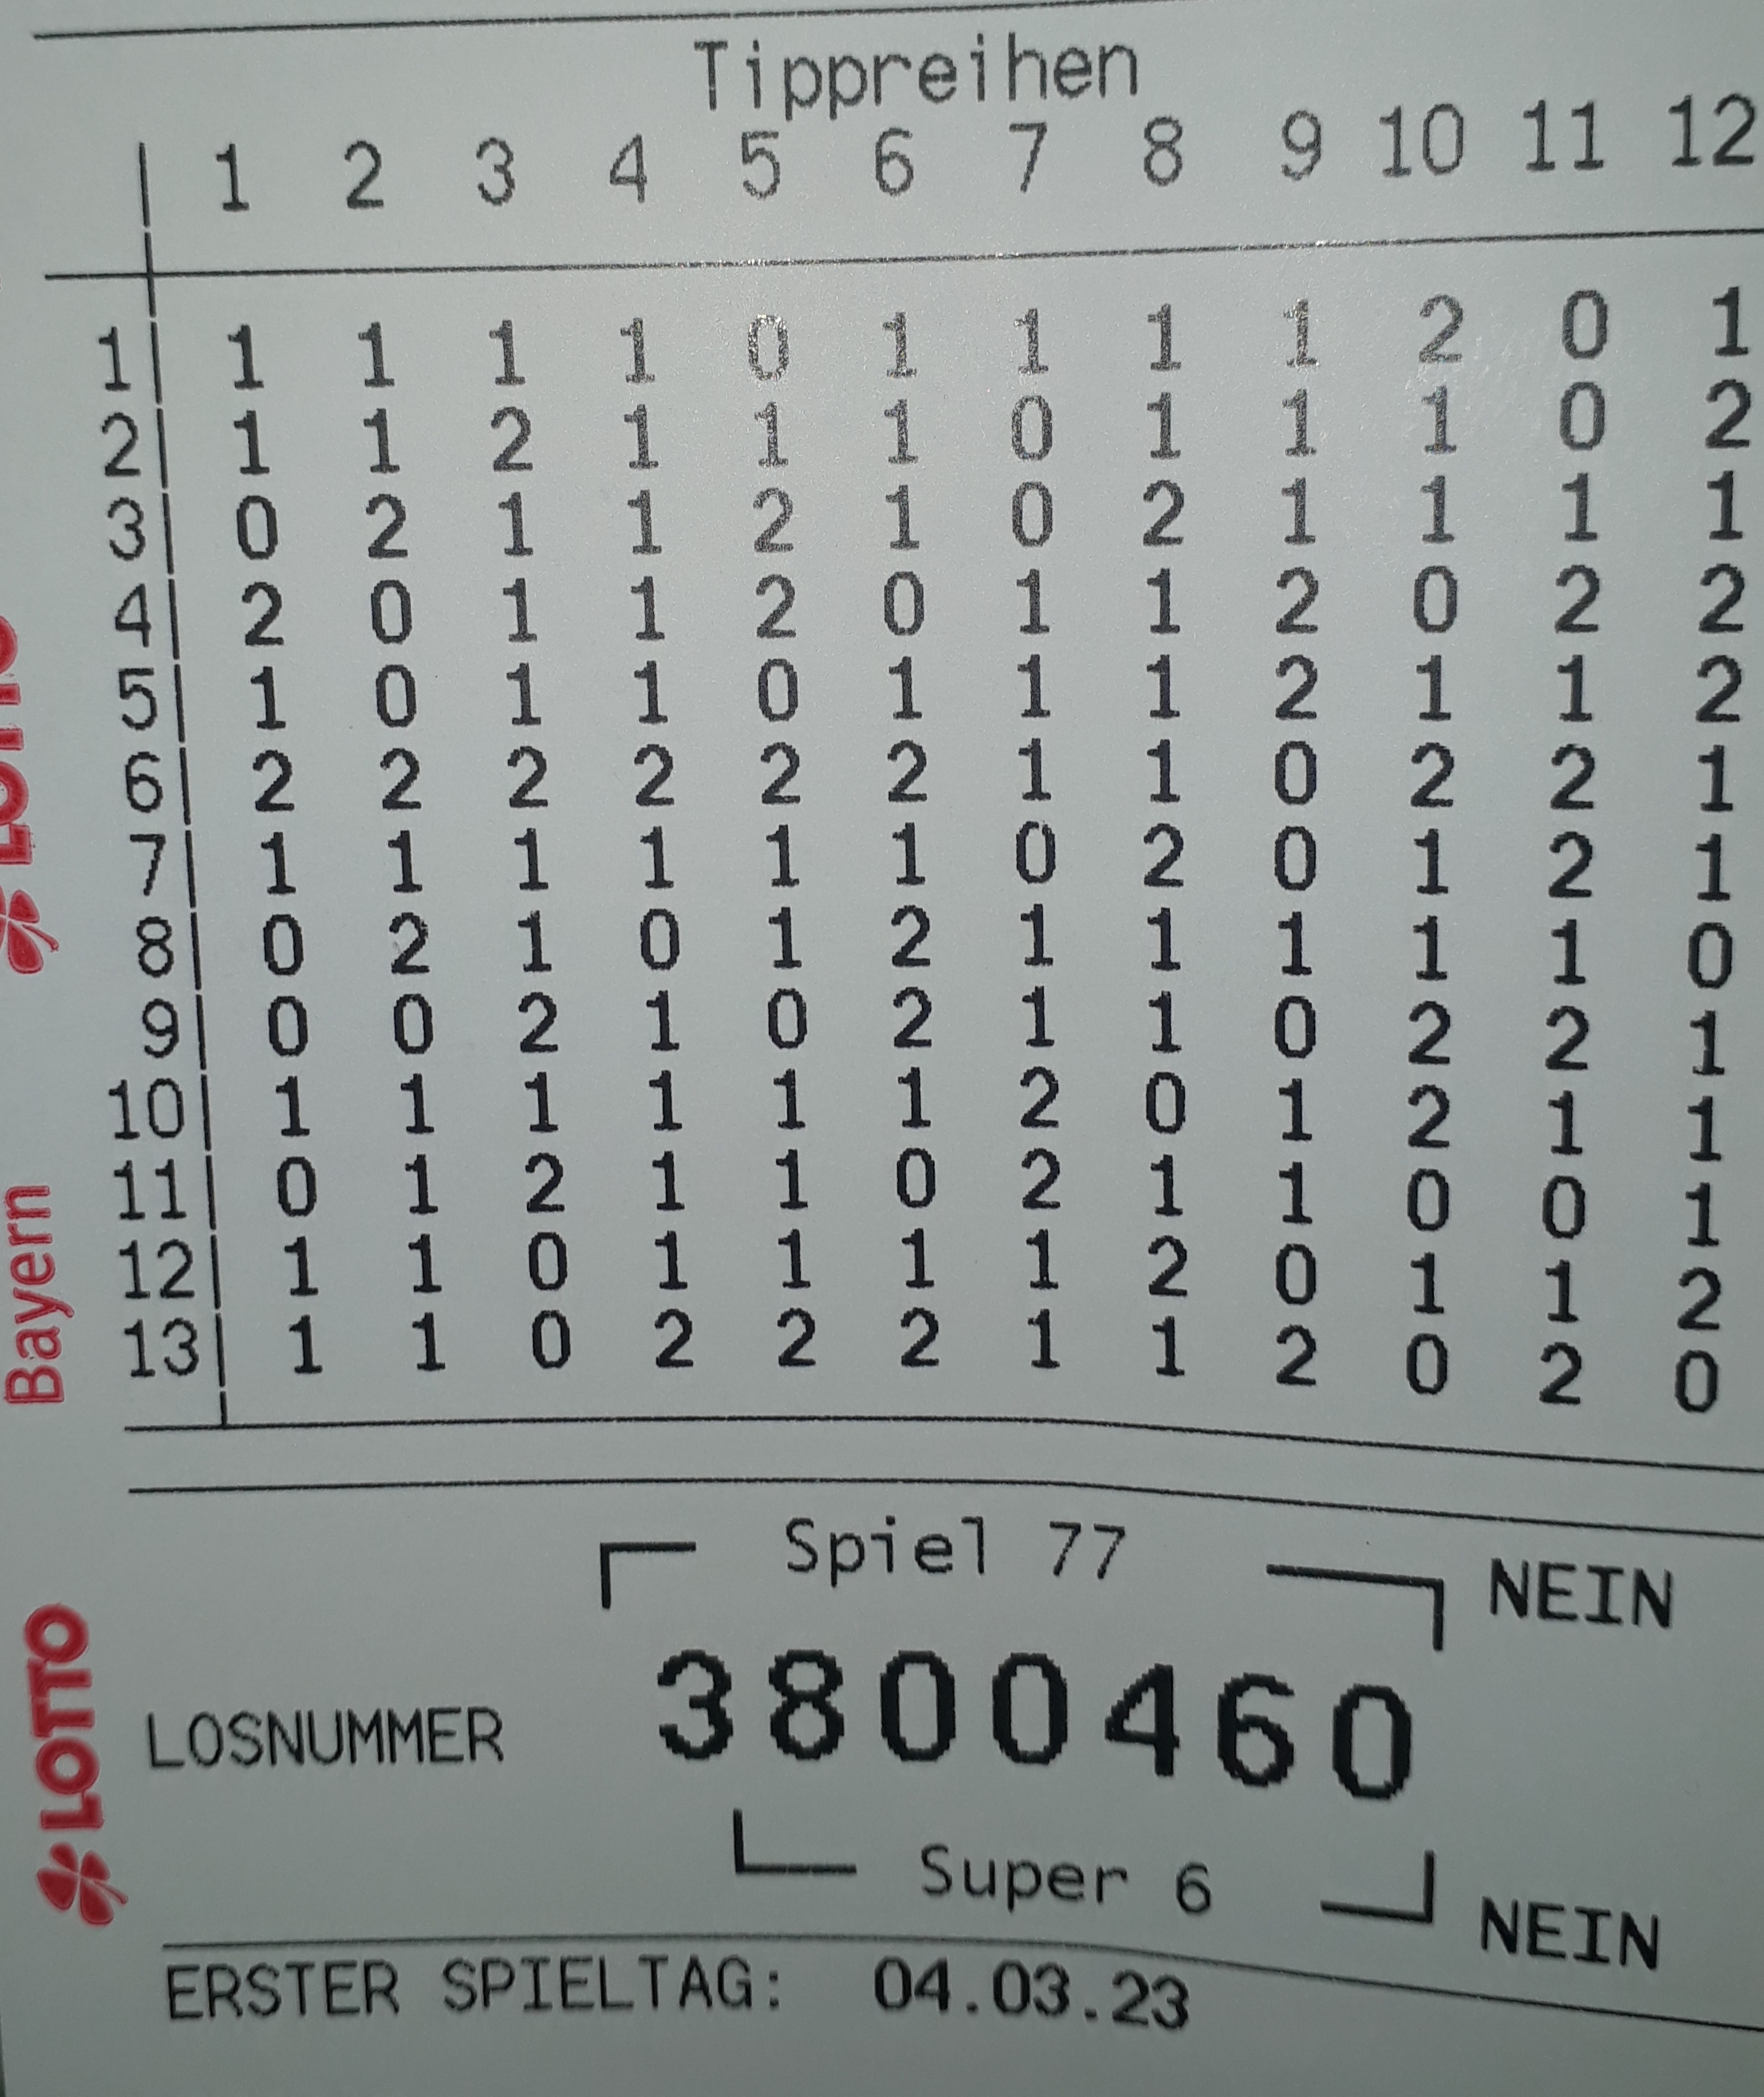 Tippreihen
1 2 3 4 5 6 7 8 9 10 11 12
1 1 1 1 1 0 1 1 1 1 2 0 1
2 1 1 2 1 1 1 0 1 1 1 0 2
3 0 2 1 1 2 1 0 2 1 1 1 1
4 2 0 1 1 2 0 1 1 2 0 2 2
5 1 0 1 1 0 1 1 1 2 1 1 2
6 2 2 2 2 2 2 1 1 0 2 2 1
7 1 1 1 1 1 1 0 2 0 1 2 1
8 0 2 1 0 1 2 1 1 1 1 1 0
9 0 0 2 1 0 2 1 1 0 2 2 1
10 1 1 1 1 1 1 2 0 1 2 1 1
11 0 1 2 1 1 0 2 1 1 0 0 1
12 1 1 0 1 1 1 1 2 0 1 1 2
13 1 1 0 2 2 2 1 1 2 0 2 0
Spiel 77 NEIN
LOSNUMMER 3800460
Super 6 NEIN
ERSTER SPIELTAG: 04.03.23
LOTTO
Bayern
LOTTO